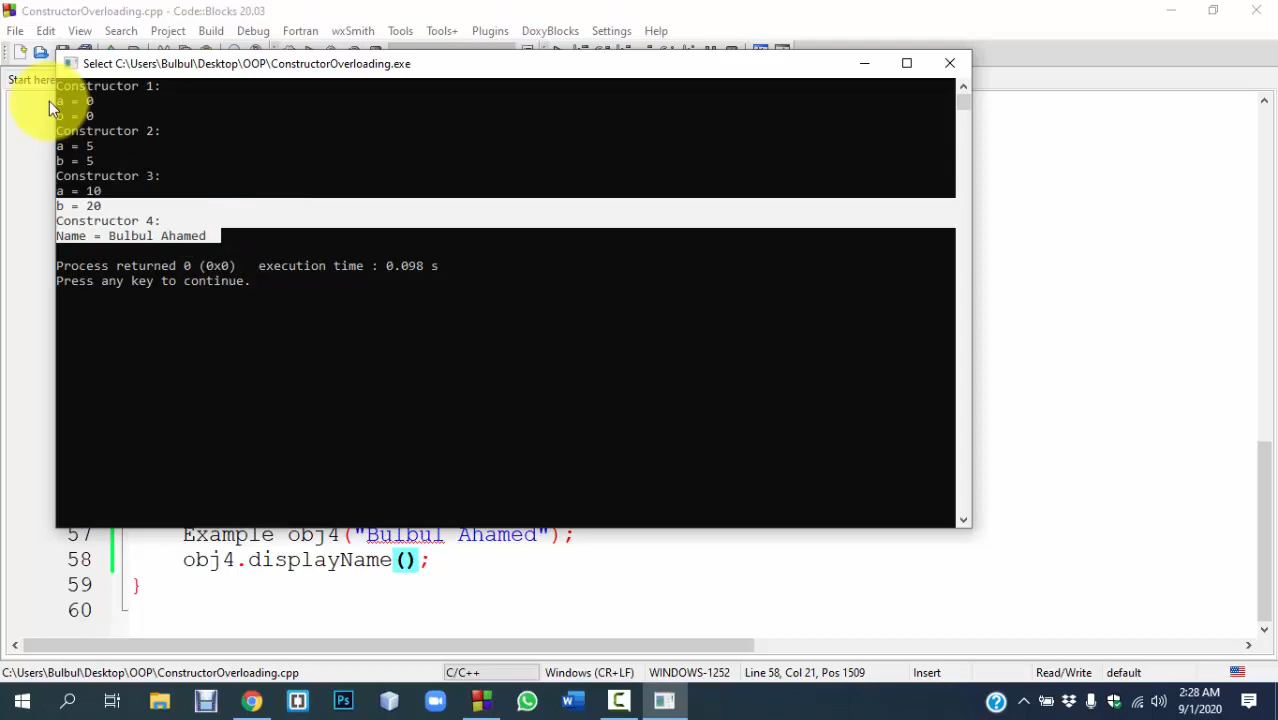 ConstructorOverloading.cpp - Code::Blocks 20.03
File Edit View Search Project Build Debug Fortran wxSmith Tools Tools+ Plugins DoxyBlocks Settings Help
Select C:\Users\Bulbul\Desktop\OOP\ConstructorOverloading.exe
Start here
Constructor 1:
a = 0
b = 0
Constructor 2:
a = 5
b = 5
Constructor 3:
a = 10
b = 20
Constructor 4:
Name = Bulbul Ahamed
Process returned 0 (0x0)   execution time : 0.098 s
Press any key to continue.
57 Example obj4("Bulbul Ahamed");
58 obj4.displayName();
59 }
60
C:\Users\Bulbul\Desktop\OOP\ConstructorOverloading.cpp C/C++ Windows (CR+LF) WINDOWS-1252 Line 58, Col 21, Pos 1509 Insert Read/Write default
2:28 AM
9/1/2020